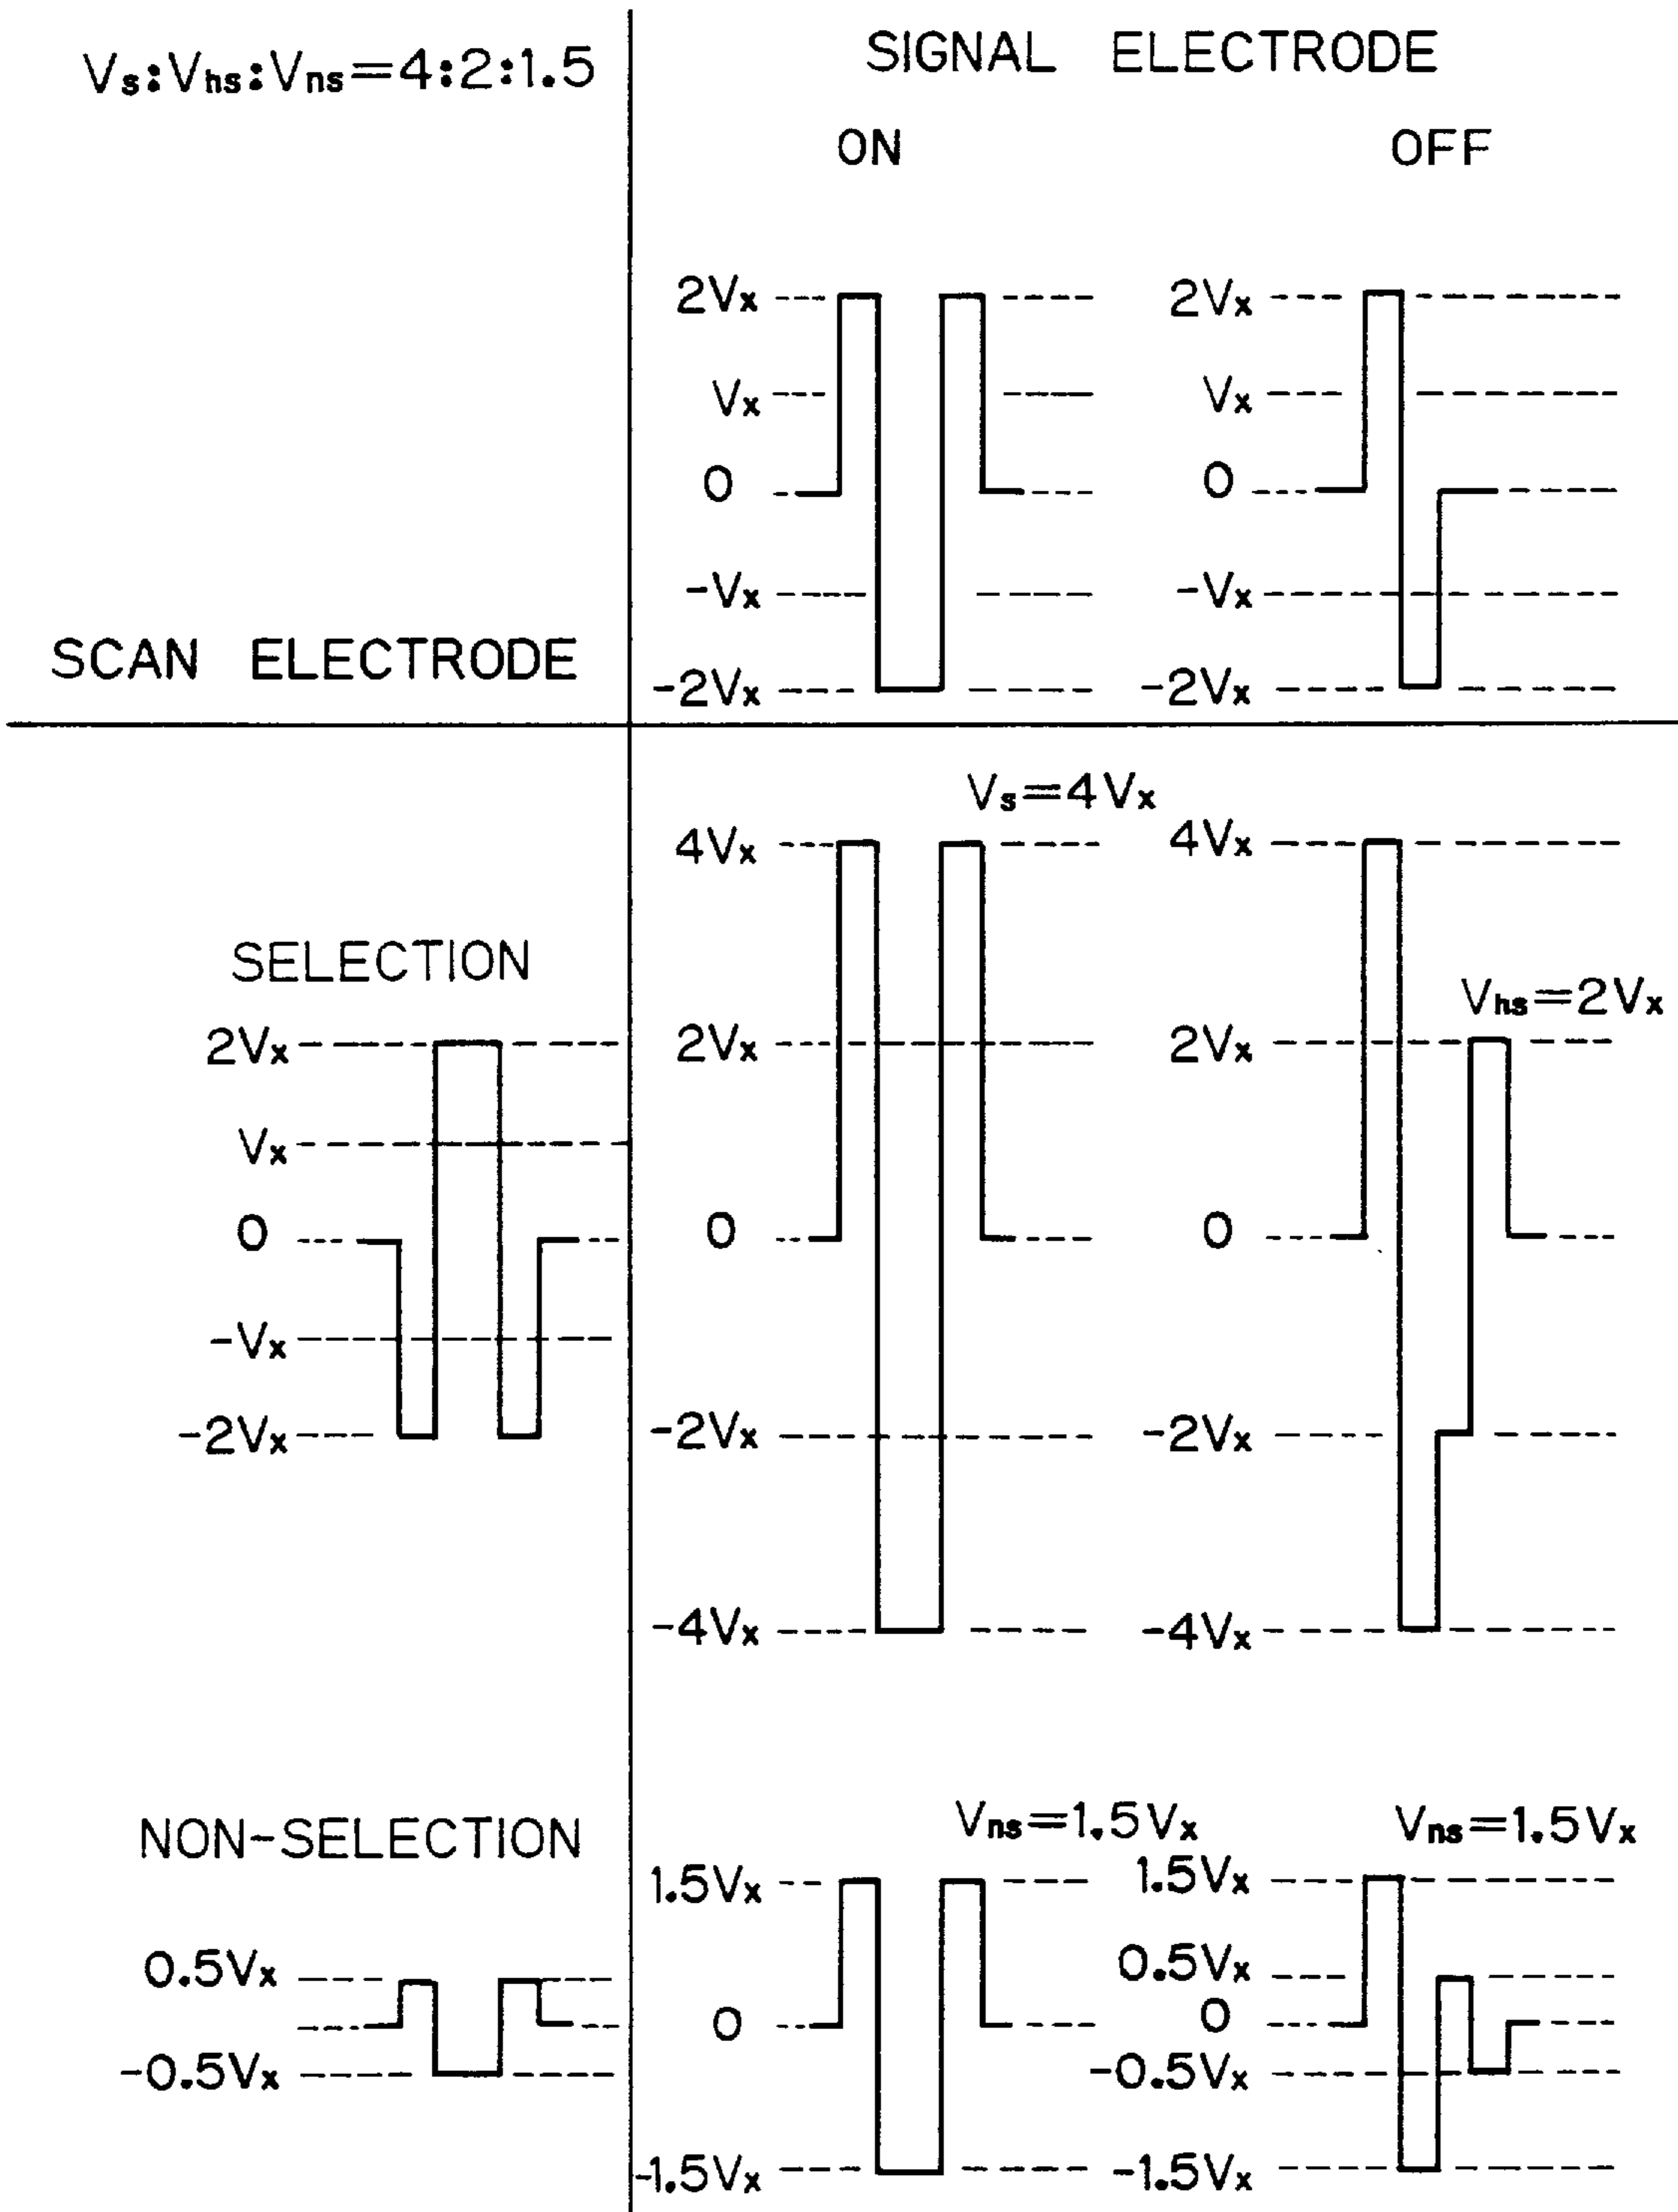 Vs:Vhs:Vns=4:2:1.5
SIGNAL ELECTRODE
ON
OFF
2Vx
Vx
0
-Vx
-2Vx
2Vx
Vx
0
-Vx
-2Vx
SCAN ELECTRODE
SELECTION
2Vx
Vx
0
-Vx
-2Vx
Vs=4Vx
4Vx
2Vx
0
-2Vx
-4Vx
Vhs=2Vx
4Vx
2Vx
0
-2Vx
-4Vx
NON-SELECTION
0.5Vx
-0.5Vx
Vns=1.5Vx
1.5Vx
0
-1.5Vx
Vns=1.5Vx
1.5Vx
0.5Vx
0
-0.5Vx
-1.5Vx